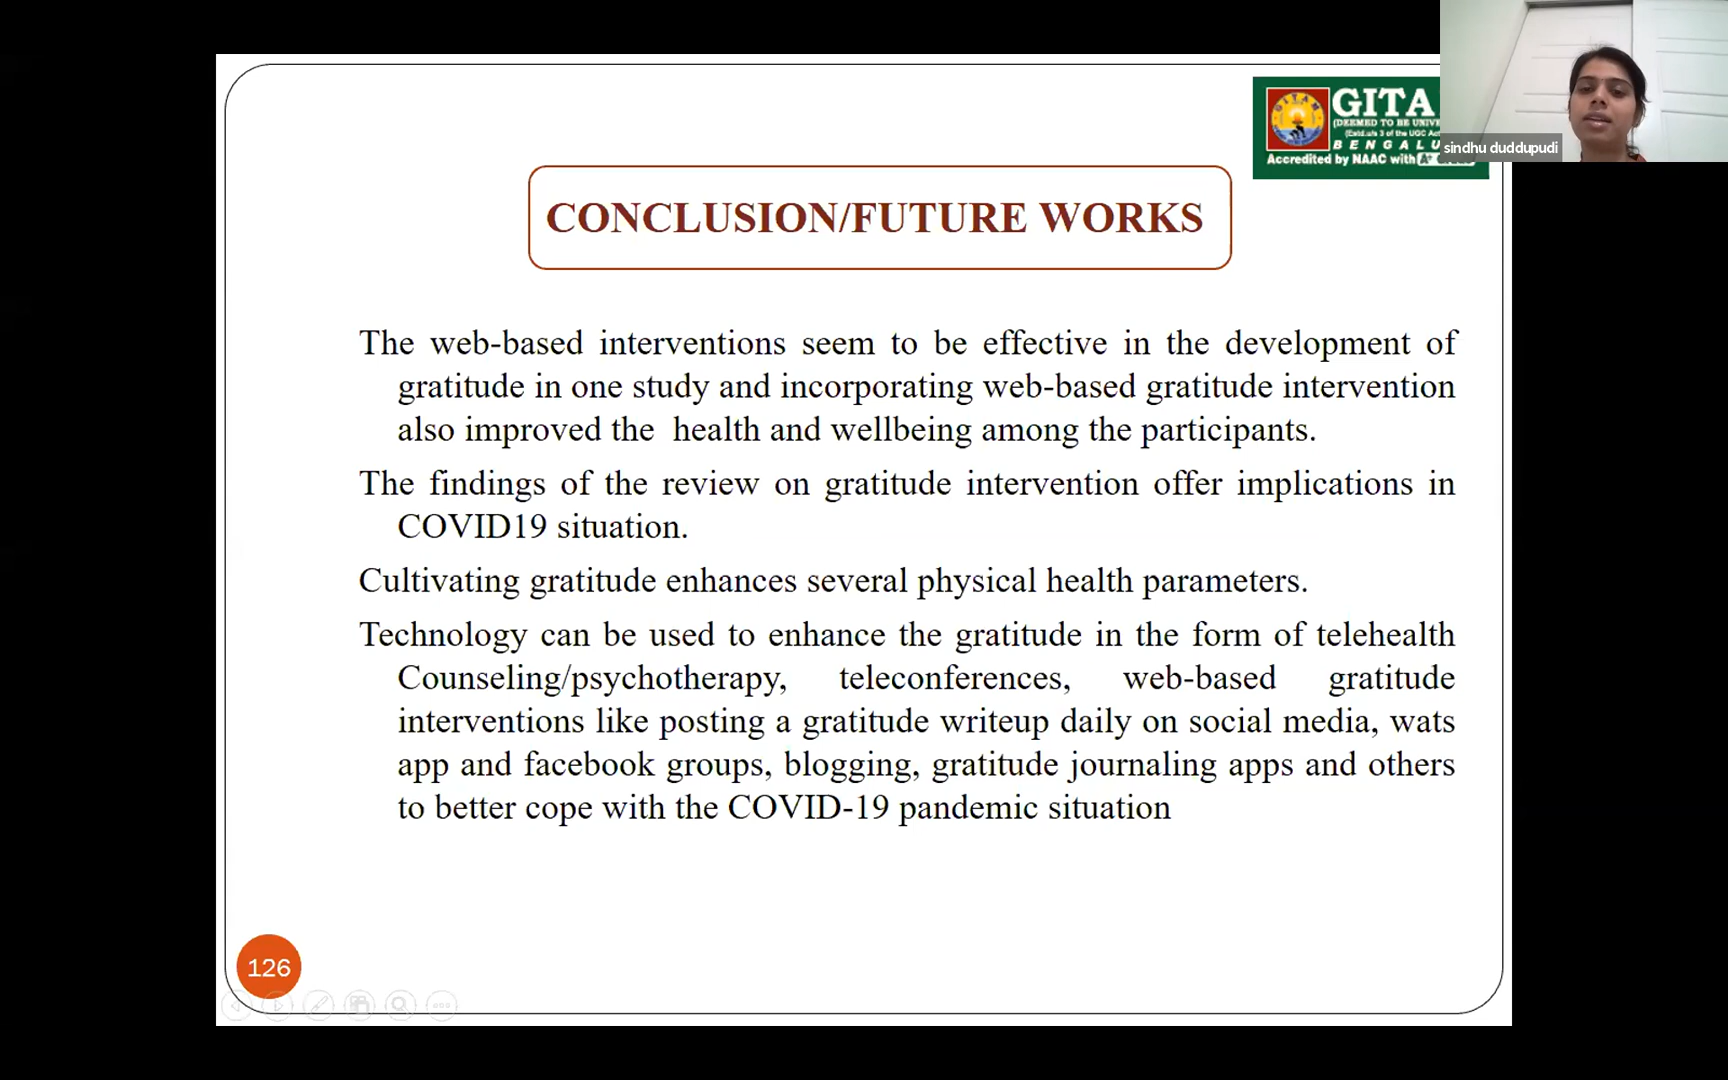 GITA
(DEEMED TO BE UNIVE
(Estd.u/s 3 of the UGC Act
BENGALU
Accredited by NAAC with
sindhu duddupudi
CONCLUSION/FUTURE WORKS
The web-based interventions seem to be effective in the development of
gratitude in one study and incorporating web-based gratitude intervention
also improved the health and wellbeing among the participants.
The findings of the review on gratitude intervention offer implications in
COVID19 situation.
Cultivating gratitude enhances several physical health parameters.
Technology can be used to enhance the gratitude in the form of telehealth
Counseling/psychotherapy, teleconferences, web-based gratitude
interventions like posting a gratitude writeup daily on social media, wats
app and facebook groups, blogging, gratitude journaling apps and others
to better cope with the COVID-19 pandemic situation
126